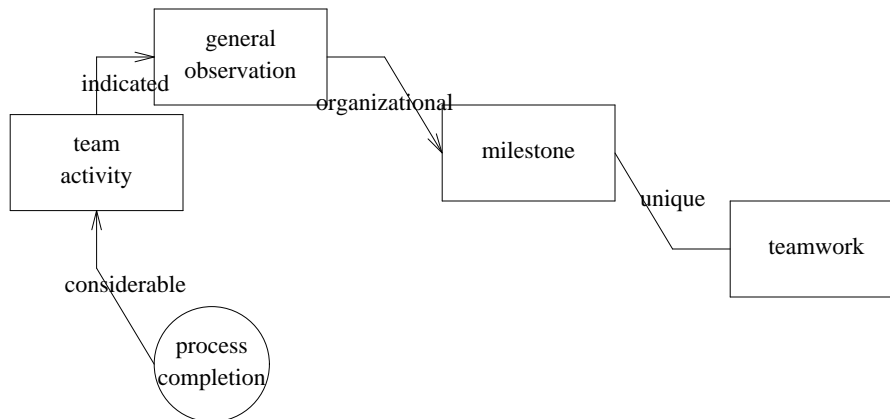 general
observation
indicated
organizational
team
activity
milestone
unique
teamwork
considerable
process
completion